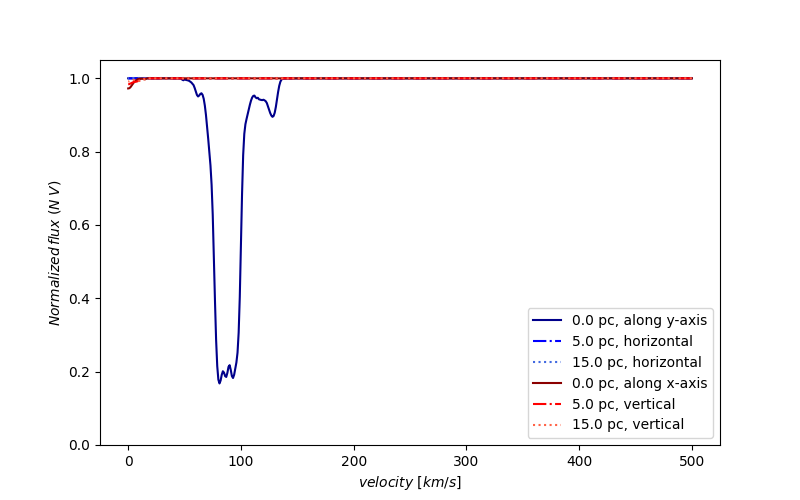 1.0
0.8
0.6
0.4
0.2
0.0
Normalized flux (N V)
0.0 pc, along y-axis
5.0 pc, horizontal
15.0 pc, horizontal
0.0 pc, along x-axis
5.0 pc, vertical
15.0 pc, vertical
0 100 200 300 400 500
velocity [km/s]